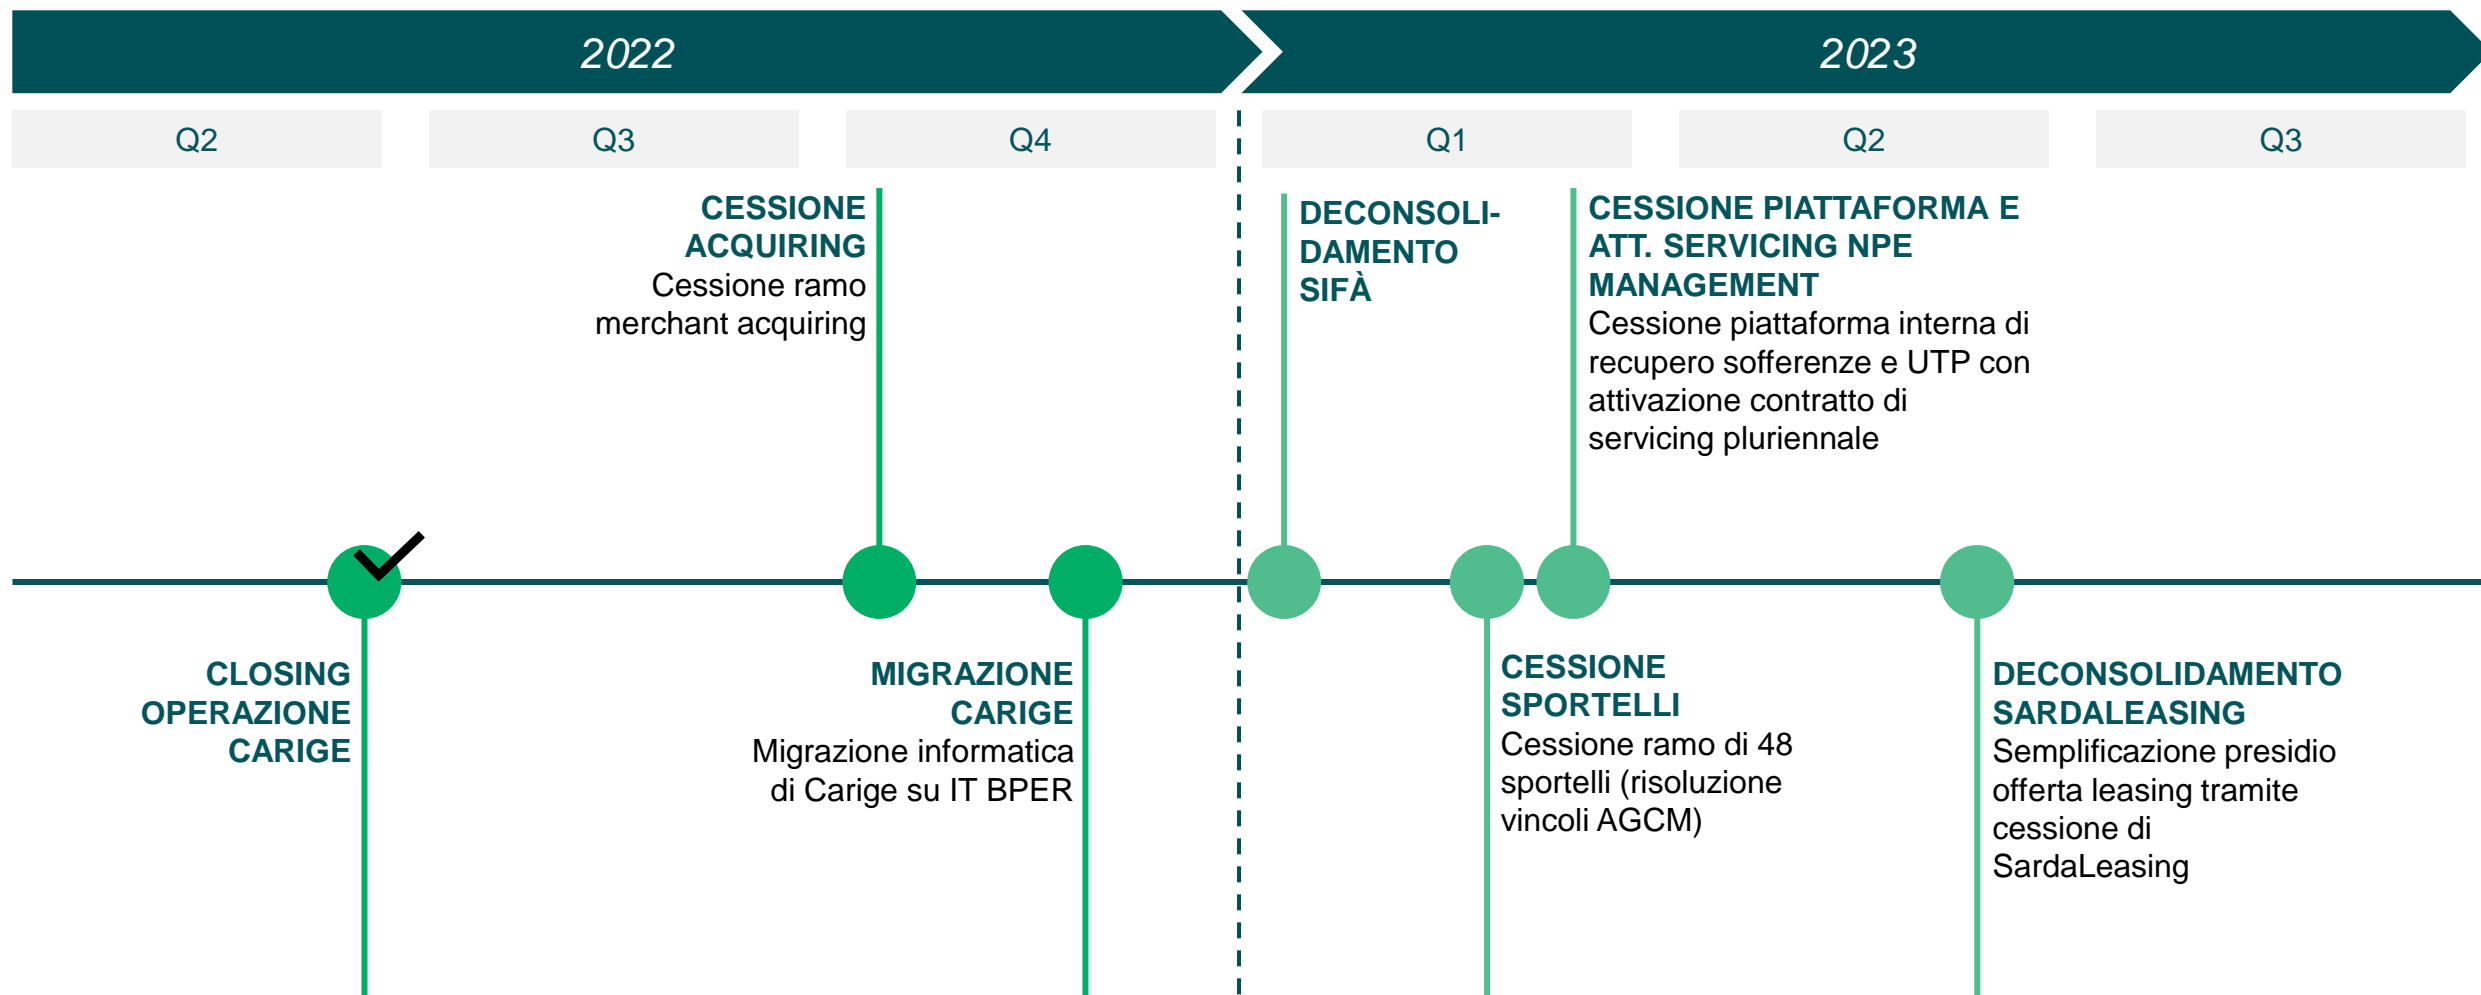 2022
2023
Q2
Q3
Q4
Q1
Q2
Q3
CESSIONE
ACQUIRING
Cessione ramo
merchant acquiring
DECONSOLI-
DAMENTO
SIFÀ
CESSIONE PIATTAFORMA E
ATT. SERVICING NPE
MANAGEMENT
Cessione piattaforma interna di
recupero sofferenze e UTP con
attivazione contratto di
servicing pluriennale
CLOSING
OPERAZIONE
CARIGE
MIGRAZIONE
CARIGE
Migrazione informatica
di Carige su IT BPER
CESSIONE
SPORTELLI
Cessione ramo di 48
sportelli (risoluzione
vincoli AGCM)
DECONSOLIDAMENTO
SARDALEASING
Semplificazione presidio
offerta leasing tramite
cessione di
SardaLeasing